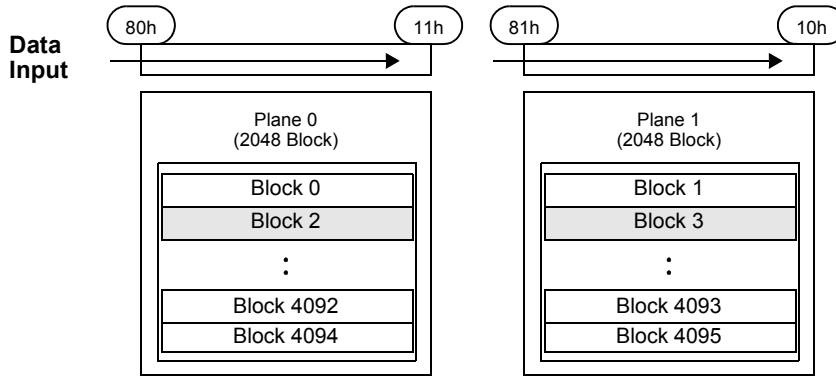 80h 11h 81h 10h
Data
Input
Plane 0
(2048 Block)
Block 0
Block 2
:
Block 4092
Block 4094
Plane 1
(2048 Block)
Block 1
Block 3
:
Block 4093
Block 4095